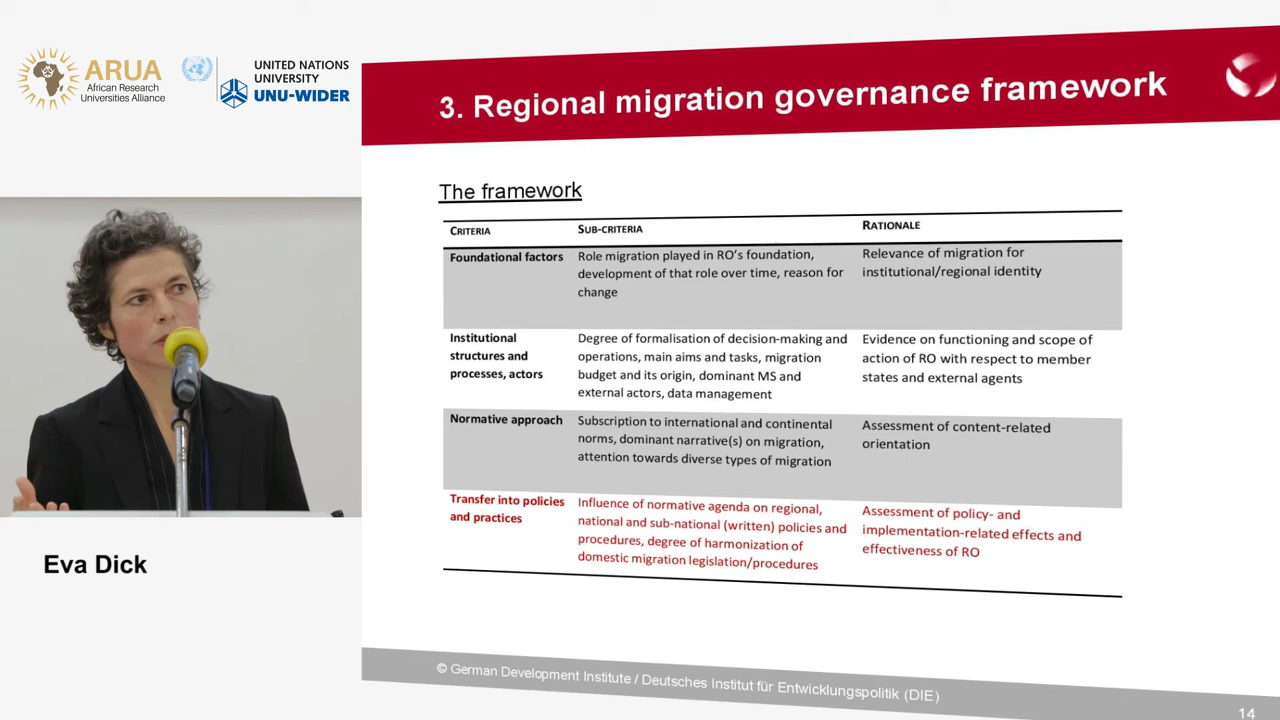 ARUA
African Research
Universities Alliance
UNITED NATIONS
UNIVERSITY
UNU-WIDER
3. Regional migration governance framework
The framework
CRITERIA
SUB-CRITERIA
RATIONALE
Foundational factors
Role migration played in RO's foundation,
development of that role over time, reason for
change
Relevance of migration for
institutional/regional identity
Institutional
structures and
processes, actors
Degree of formalisation of decision-making and
operations, main aims and tasks, migration
budget and its origin, dominant MS and
external actors, data management
Evidence on functioning and scope of
action of RO with respect to member
states and external agents
Normative approach
Subscription to international and continental
norms, dominant narrative(s) on migration,
attention towards diverse types of migration
Assessment of content-related
orientation
Transfer into policies
and practices
Influence of normative agenda on regional,
national and sub-national (written) policies and
procedures, degree of harmonization of
domestic migration legislation/procedures
Assessment of policy- and
implementation-related effects and
effectiveness of RO
Eva Dick
© German Development Institute / Deutsches Institut für Entwicklungspolitik (DIE)
14